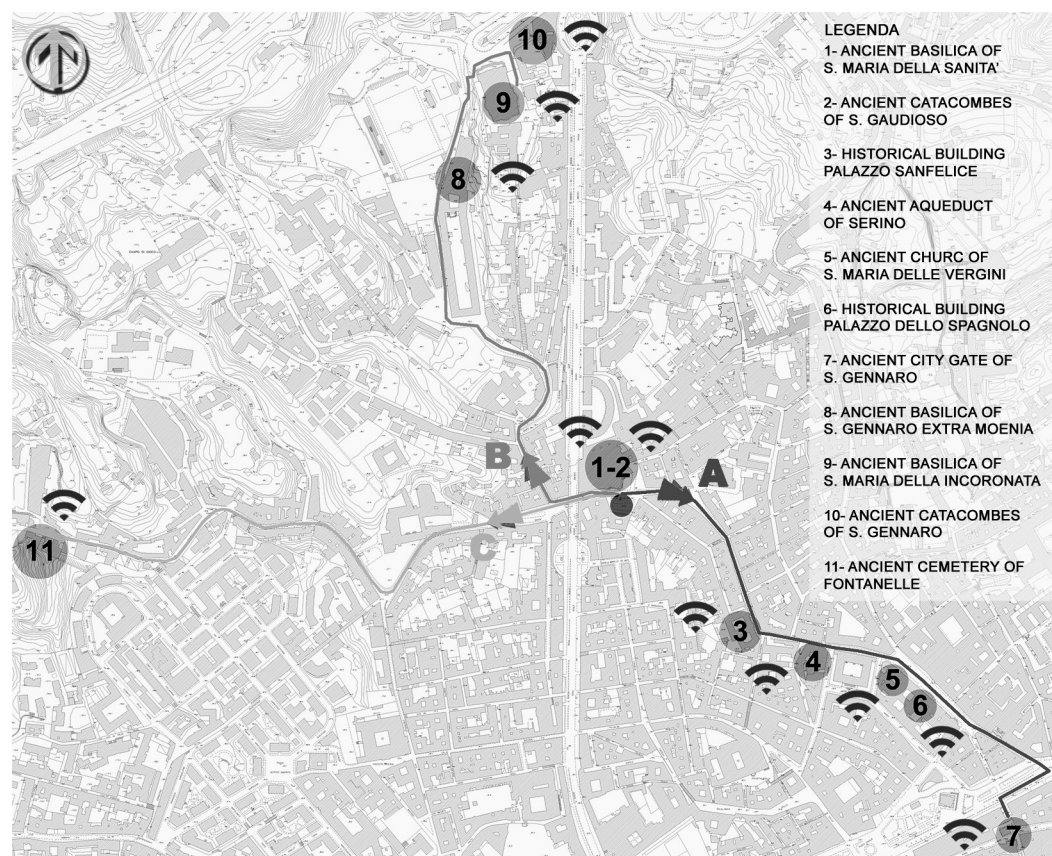 10
9
8
B
1-2
A
C
11
3
4
5
6
7
LEGENDA
1- ANCIENT BASILICA OF
S. MARIA DELLA SANITA'
2- ANCIENT CATACOMBES
OF S. GAUDIOSO
3- HISTORICAL BUILDING
PALAZZO SANFELICE
4- ANCIENT AQUEDUCT
OF SERINO
5- ANCIENT CHURC OF
S. MARIA DELLE VERGINI
6- HISTORICAL BUILDING
PALAZZO DELLO SPAGNOLO
7- ANCIENT CITY GATE OF
S. GENNARO
8- ANCIENT BASILICA OF
S. GENNARO EXTRA MOENIA
9- ANCIENT BASILICA OF
S. MARIA DELLA INCORONATA
10- ANCIENT CATACOMBES
OF S. GENNARO
11- ANCIENT CEMETERY OF
FONTANELLE